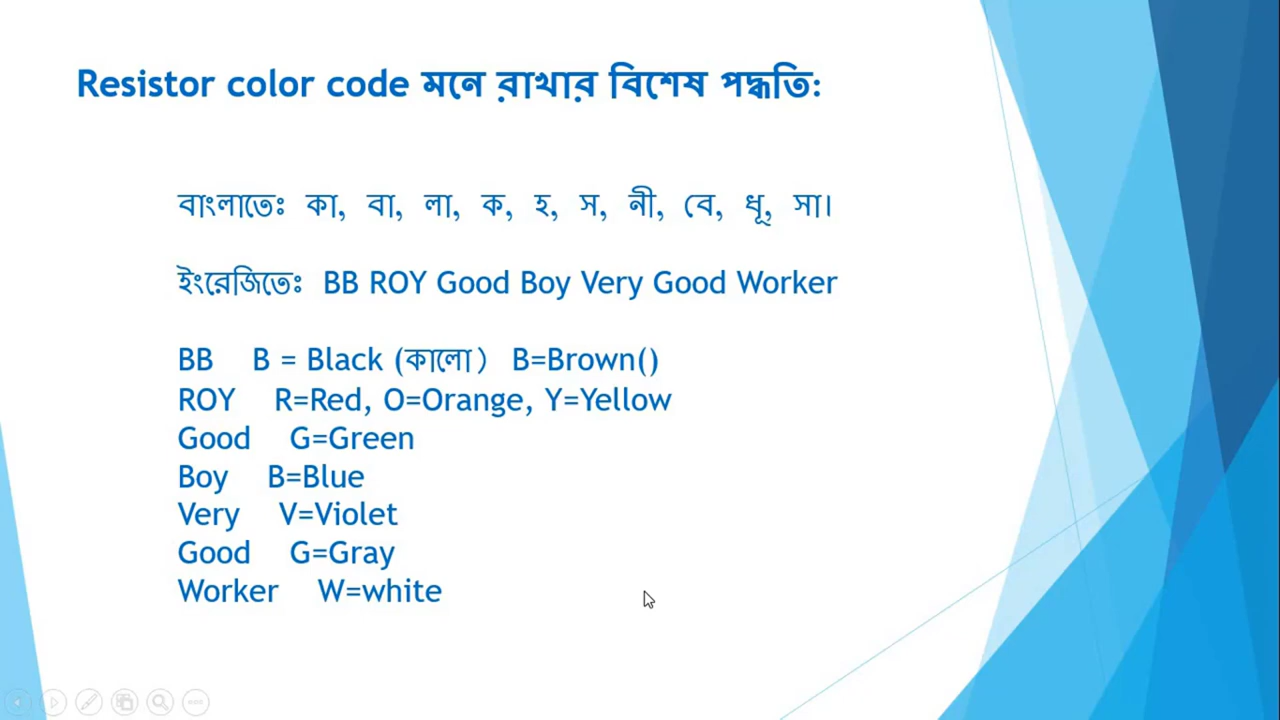 Resistor color code মনে রাখার বিশেষ পদ্ধতি:
বাংলাতেঃ কা, বা, লা, ক, হ, স, নী, বে, ধূ, সা।
ইংরেজিতেঃ BB ROY Good Boy Very Good Worker
BB B = Black (কালো) B=Brown()
ROY R=Red, O=Orange, Y=Yellow
Good G=Green
Boy B=Blue
Very V=Violet
Good G=Gray
Worker W=white